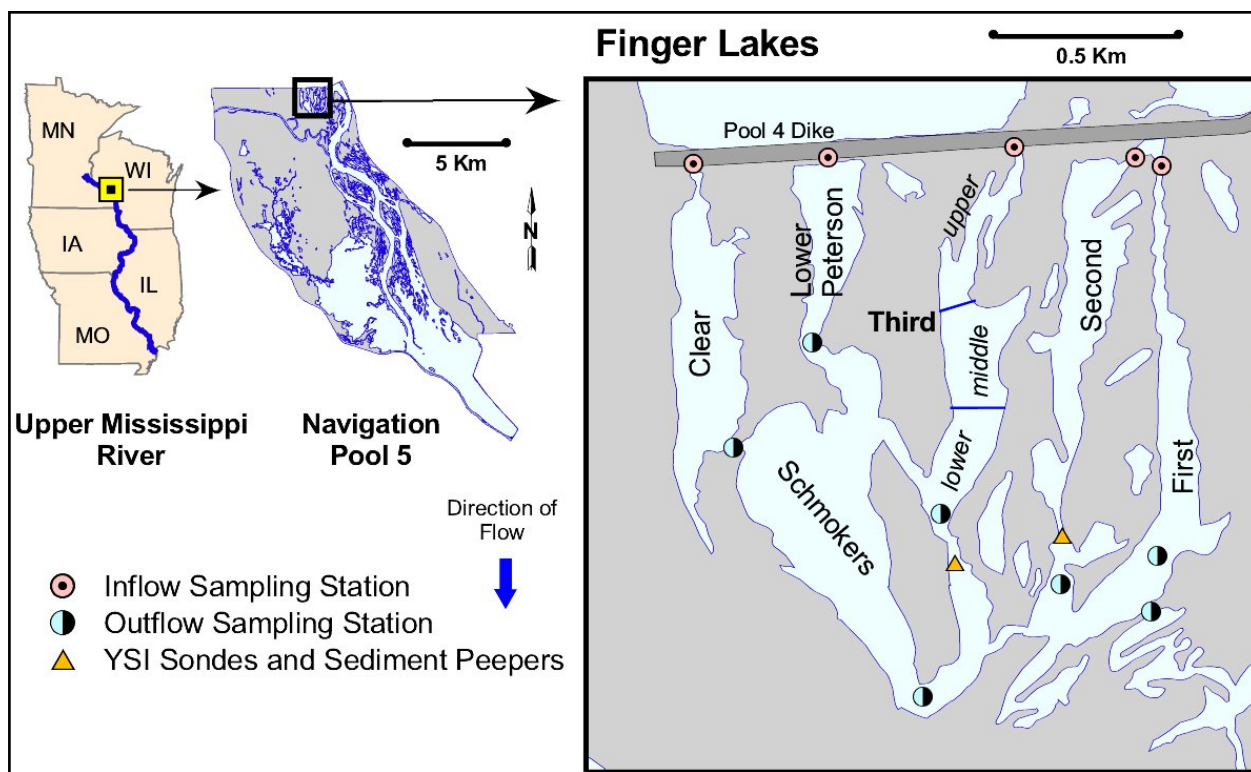 Finger Lakes
0.5 Km
MN
WI
IA
IL
MO
5 Km
N
Upper Mississippi
River
Navigation
Pool 5
Direction of
Flow
Inflow Sampling Station
Outflow Sampling Station
YSI Sondes and Sediment Peepers
Pool 4 Dike
Clear
Lower
Peterson
upper
Third
middle
lower
Second
First
Schmokers